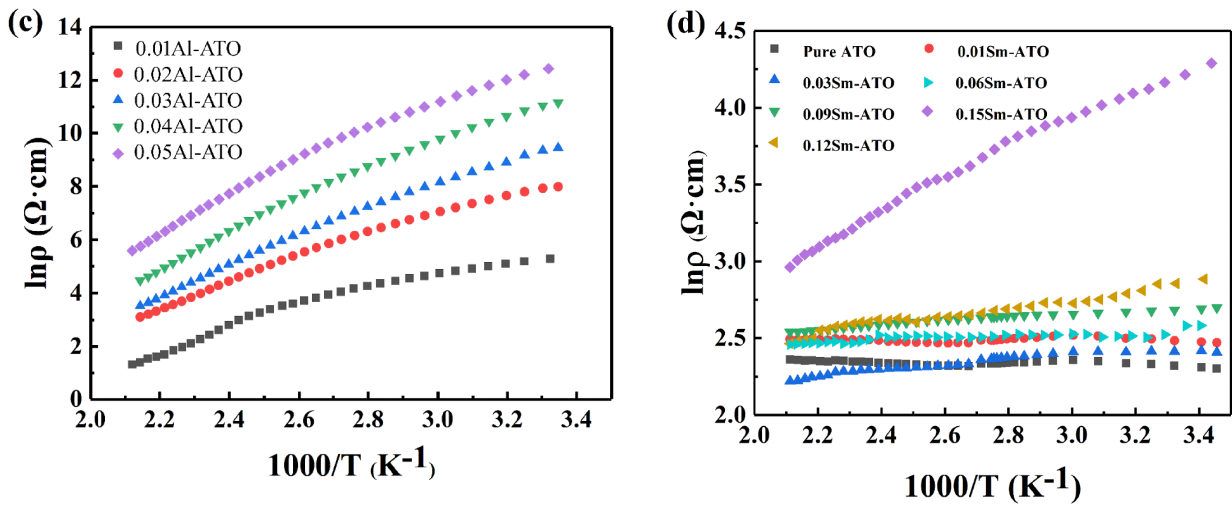 (c)
14
12
10
8
6
4
2
0
lnρ (Ω·cm)
0.01Al-ATO
0.02Al-ATO
0.03Al-ATO
0.04Al-ATO
0.05Al-ATO
2.0 2.2 2.4 2.6 2.8 3.0 3.2 3.4
1000/T (K-1)
(d)
4.5
4.0
3.5
3.0
2.5
2.0
lnρ (Ω·cm)
Pure ATO 0.01Sm-ATO
0.03Sm-ATO 0.06Sm-ATO
0.09Sm-ATO 0.15Sm-ATO
0.12Sm-ATO
2.0 2.2 2.4 2.6 2.8 3.0 3.2 3.4
1000/T (K-1)